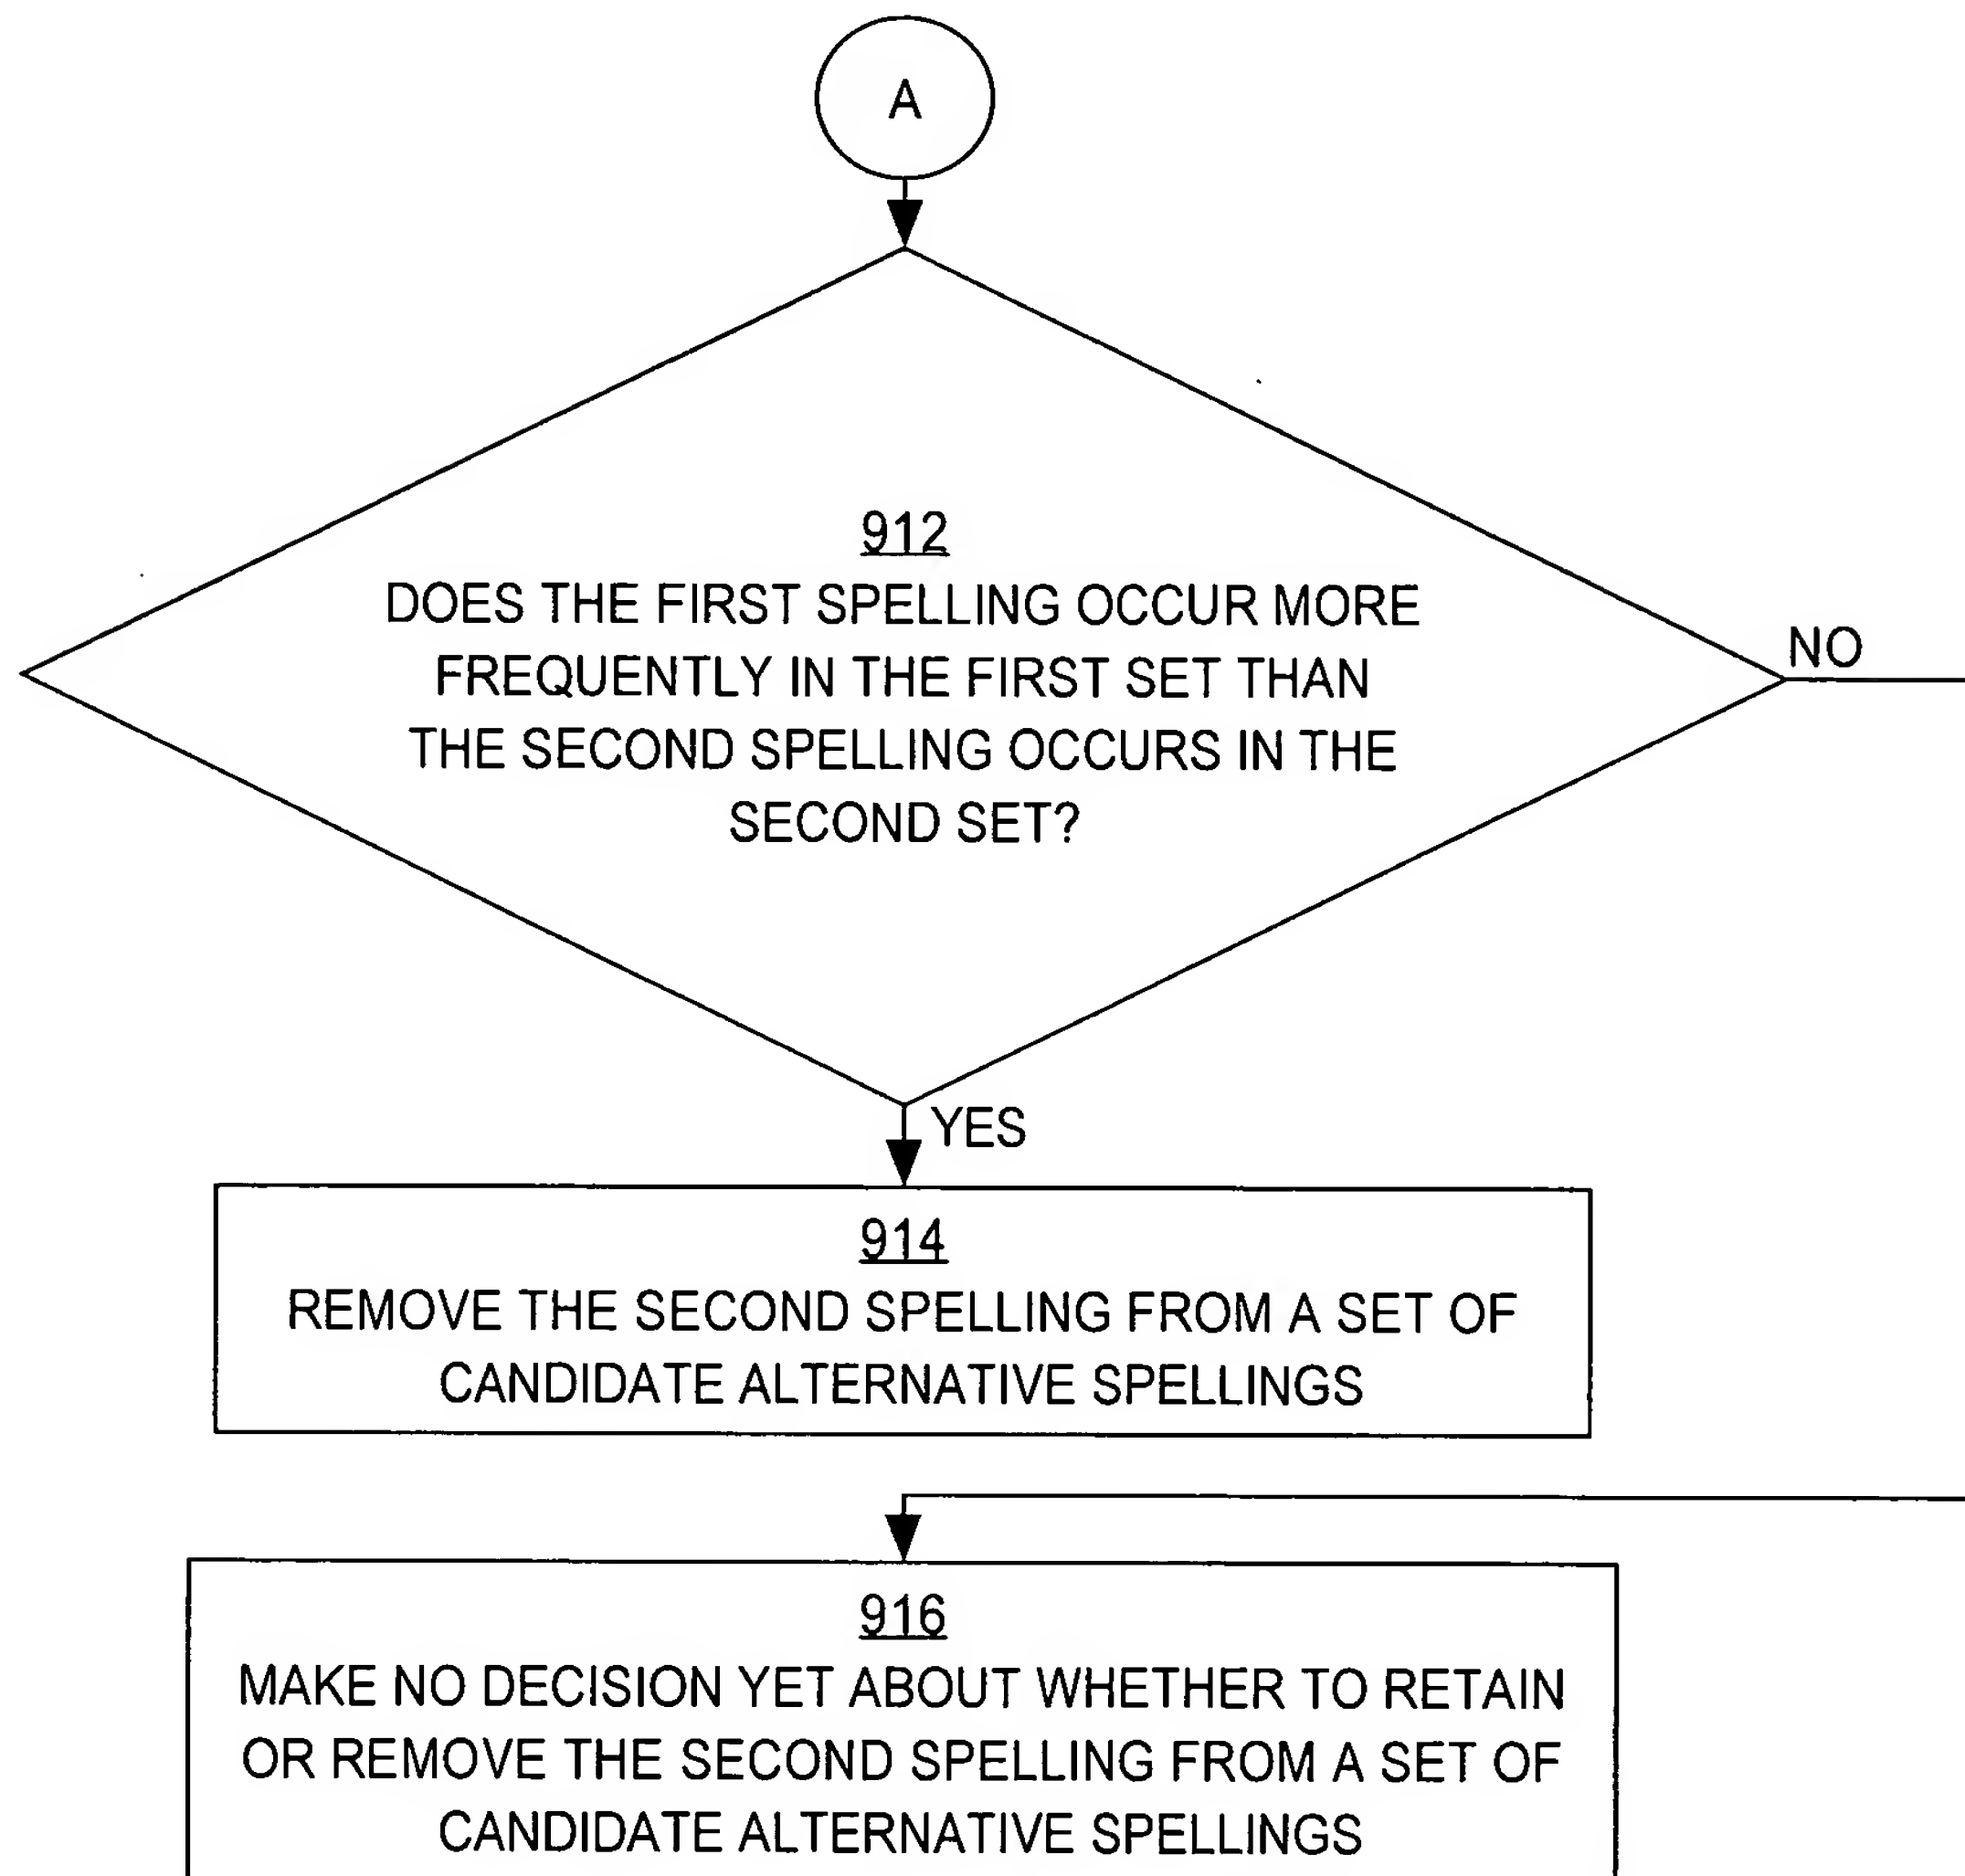 A
912
DOES THE FIRST SPELLING OCCUR MORE
FREQUENTLY IN THE FIRST SET THAN
THE SECOND SPELLING OCCURS IN THE
SECOND SET?
NO
YES
914
REMOVE THE SECOND SPELLING FROM A SET OF
CANDIDATE ALTERNATIVE SPELLINGS
916
MAKE NO DECISION YET ABOUT WHETHER TO RETAIN
OR REMOVE THE SECOND SPELLING FROM A SET OF
CANDIDATE ALTERNATIVE SPELLINGS